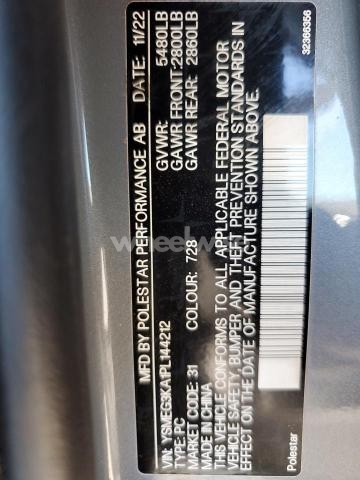 MFD BY POLESTAR PERFORMANCE AB DATE: 11/22
GVWR: 5480LB
GAWR FRONT:2800LB
GAWR REAR: 2860LB
VIN: YSMEG3KA1PL144212
TYPE: PC
MARKET CODE: 31 COLOUR: 728
MADE IN CHINA
THIS VEHICLE CONFORMS TO ALL APPLICABLE FEDERAL MOTOR
VEHICLE SAFETY, BUMPER AND THEFT PREVENTION STANDARDS IN
EFFECT ON THE DATE OF MANUFACTURE SHOWN ABOVE.
Polestar
32366356